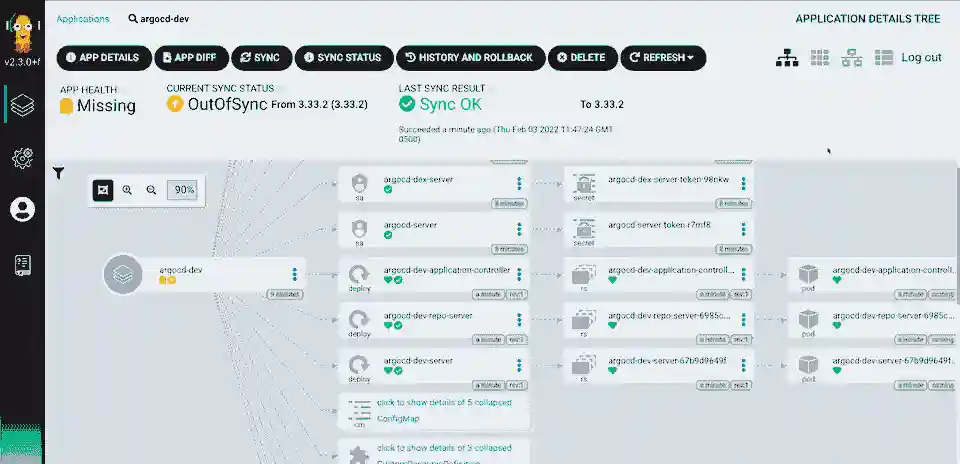 Applications
argocd-dev
APPLICATION DETAILS TREE
v2.3.0+f
APP DETAILS
APP DIFF
SYNC
SYNC STATUS
HISTORY AND ROLLBACK
DELETE
REFRESH
Log out
APP HEALTH
Missing
CURRENT SYNC STATUS
OutOfSync From 3.33.2 (3.33.2)
LAST SYNC RESULT
Sync OK To 3.33.2
Succeeded a minute ago (Thu Feb 03 2022 11:47:24 GMT
0500)
90%
argocd-dex-server
sa
8 minutes
argocd-dex-server-token-98nkw
secret
8 minutes
argocd-server
sa
8 minutes
argocd-server-token-r7mf8
secret
8 minutes
argocd-dev
9 minutes
argocd-dev-application-controller
deploy
a minute
rev:1
argocd-dev-application-controll...
rs
a minute
rev:1
argocd-dev-application-controll...
pod
a minute
running
argocd-dev-repo-server
deploy
a minute
rev:1
argocd-dev-repo-server-6985c...
rs
a minute
rev:1
argocd-dev-repo-server-6985c...
pod
a minute
running
argocd-dev-server
deploy
a minute
rev:1
argocd-dev-server-67b9d9649f
rs
a minute
rev:1
argocd-dev-server-67b9d9649f...
pod
a minute
running
click to show details of 5 collapsed
ConfigMap
cm
click to show details of 3 collapsed
CustomResourceDefinition